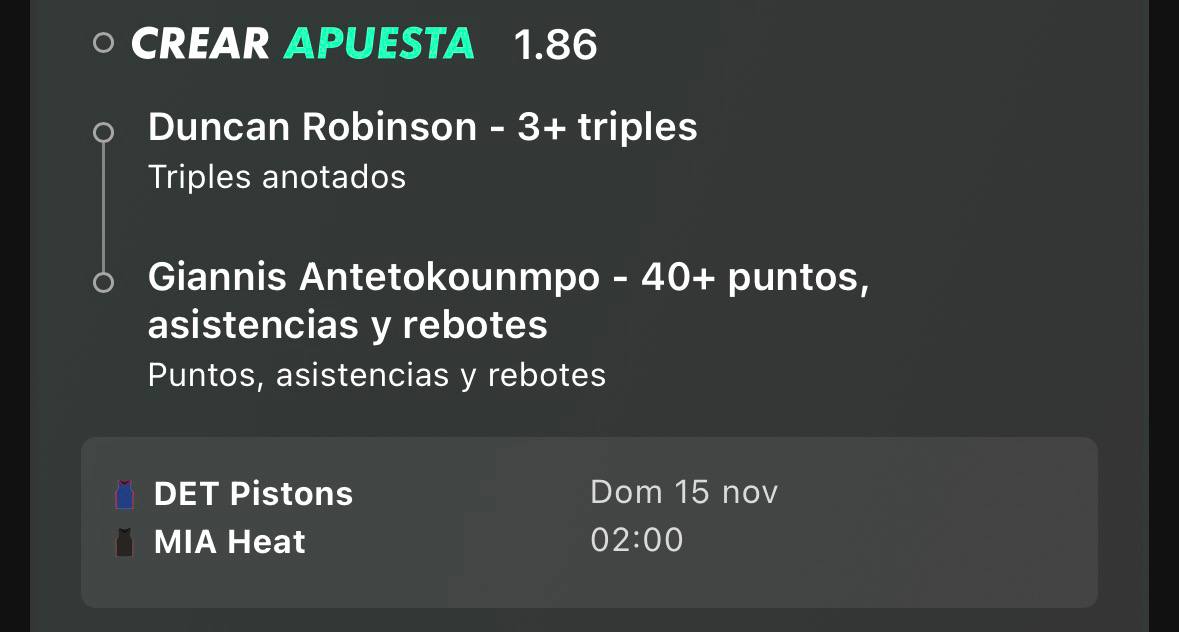 CREAR APUESTA 1.86
Duncan Robinson - 3+ triples
Triples anotados
Giannis Antetokounmpo - 40+ puntos,
asistencias y rebotes
Puntos, asistencias y rebotes
DET Pistons
Dom 15 nov
MIA Heat
02:00